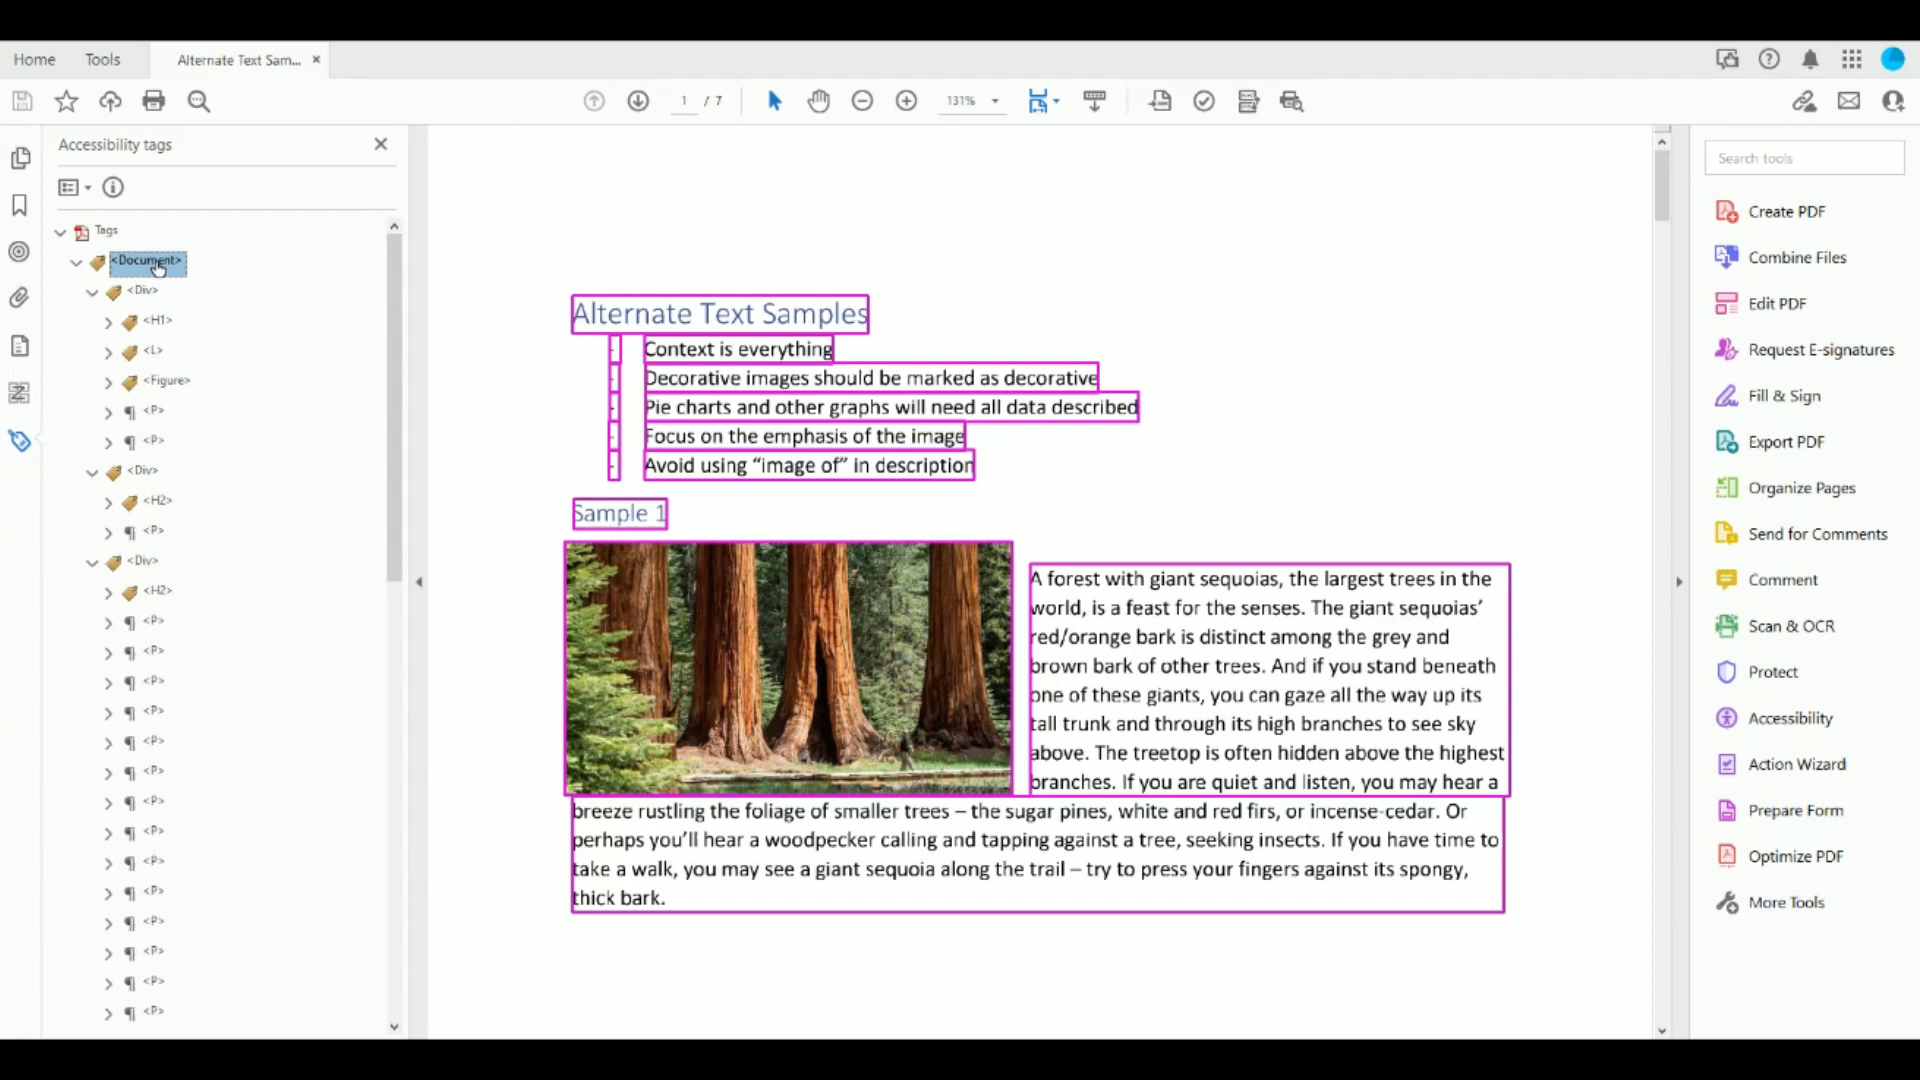 Home
Tools
Alternate Text Sam...
1 / 7
131%
Accessibility tags
Tags
<Document>
<Div>
<H1>
<L>
<Figure>
<P>
<P>
<Div>
<H2>
<P>
<Div>
<H2>
<P>
<P>
<P>
<P>
<P>
<P>
<P>
<P>
<P>
<P>
<P>
<P>
<P>
<P>
Alternate Text Samples
- Context is everything
- Decorative images should be marked as decorative
- Pie charts and other graphs will need all data described
- Focus on the emphasis of the image
- Avoid using “image of” in description
Sample 1
A forest with giant sequoias, the largest trees in the
world, is a feast for the senses. The giant sequoias’
red/orange bark is distinct among the grey and
brown bark of other trees. And if you stand beneath
one of these giants, you can gaze all the way up its
tall trunk and through its high branches to see sky
above. The treetop is often hidden above the highest
branches. If you are quiet and listen, you may hear a
breeze rustling the foliage of smaller trees – the sugar pines, white and red firs, or incense-cedar. Or
perhaps you’ll hear a woodpecker calling and tapping against a tree, seeking insects. If you have time to
take a walk, you may see a giant sequoia along the trail – try to press your fingers against its spongy,
thick bark.
Search tools
Create PDF
Combine Files
Edit PDF
Request E-signatures
Fill & Sign
Export PDF
Organize Pages
Send for Comments
Comment
Scan & OCR
Protect
Accessibility
Action Wizard
Prepare Form
Optimize PDF
More Tools